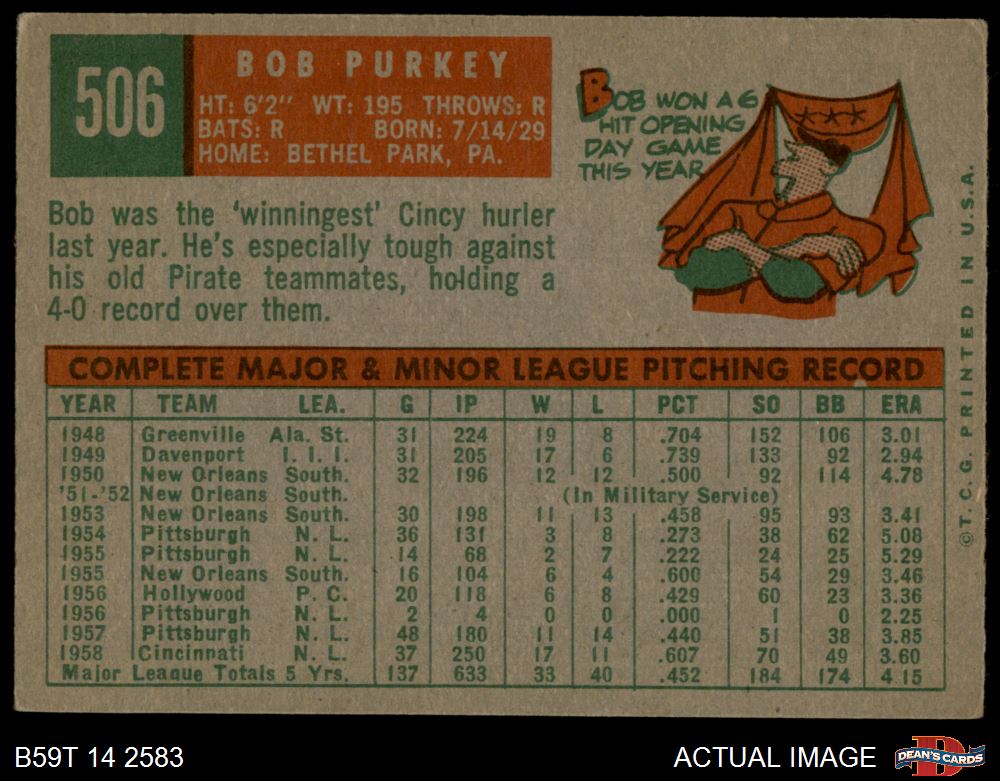 506
BOB PURKEY
HT: 6'2" WT: 195 THROWS: R
BATS: R BORN: 7/14/29
HOME: BETHEL PARK, PA.
BOB WON A 6
HIT OPENING
DAY GAME
THIS YEAR
Bob was the 'winningest' Cincy hurler
last year. He's especially tough against
his old Pirate teammates, holding a
4-0 record over them.
COMPLETE MAJOR & MINOR LEAGUE PITCHING RECORD
YEAR TEAM LEA. G IP W L PCT SO BB ERA
1948 Greenville Ala. St. 31 224 19 8 .704 152 106 3.01
1949 Davenport I. I. I. 31 205 17 6 .739 133 92 2.94
1950 New Orleans South. 32 196 12 12 .500 92 114 4.78
'51-'52 New Orleans South. (In Military Service)
1953 New Orleans South. 30 198 11 13 .458 95 93 3.41
1954 Pittsburgh N. L. 36 131 3 8 .273 38 62 5.08
1955 Pittsburgh N. L. 14 68 2 7 .222 24 25 5.29
1955 New Orleans South. 16 104 6 4 .600 54 29 3.46
1956 Hollywood P. C. 20 118 6 8 .429 60 23 3.36
1956 Pittsburgh N. L. 2 4 0 0 .000 1 0 2.25
1957 Pittsburgh N. L. 48 180 11 14 .440 51 38 3.85
1958 Cincinnati N. L. 37 250 17 11 .607 70 49 3.60
Major League Totals 5 Yrs. 137 633 33 40 .452 184 174 4.15
©T. C. G. PRINTED IN U.S.A.
B59T 14 2583
ACTUAL IMAGE
D
DEAN'S CARDS